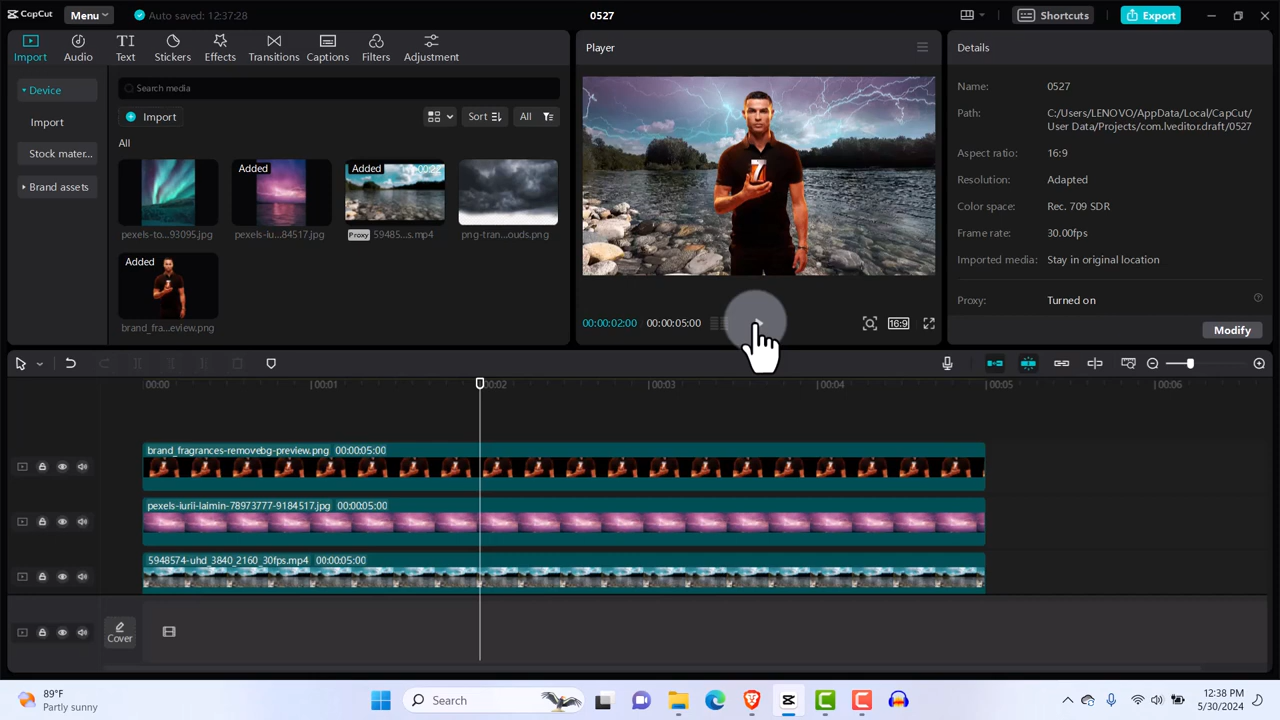 CapCut
Menu
Auto saved: 12:37:28
0527
Shortcuts
Export
Import
Audio
Text
Stickers
Effects
Transitions
Captions
Filters
Adjustment
Device
Import
Stock mater...
Brand assets
Search media
Import
Sort
All
All
pexels-to...93095.jpg
Added
pexels-iu...84517.jpg
Added
Proxy
59485...s.mp4
png-tran...ouds.png
Added
brand_fra...eview.png
Player
7
00:00:02:00
00:00:05:00
16:9
Details
Name:
0527
Path:
C:/Users/LENOVO/AppData/Local/CapCut/
User Data/Projects/com.lveditor.draft/0527
Aspect ratio:
16:9
Resolution:
Adapted
Color space:
Rec. 709 SDR
Frame rate:
30.00fps
Imported media:
Stay in original location
Proxy:
Turned on
Modify
00:00
00:01
00:02
00:03
00:04
00:05
00:06
brand_fragrances-removebg-preview.png 00:00:05:00
pexels-iurii-laimin-78973777-9184517.jpg 00:00:05:00
5948574-uhd_3840_2160_30fps.mp4 00:00:05:00
Cover
89°F
Partly sunny
Search
12:38 PM
5/30/2024